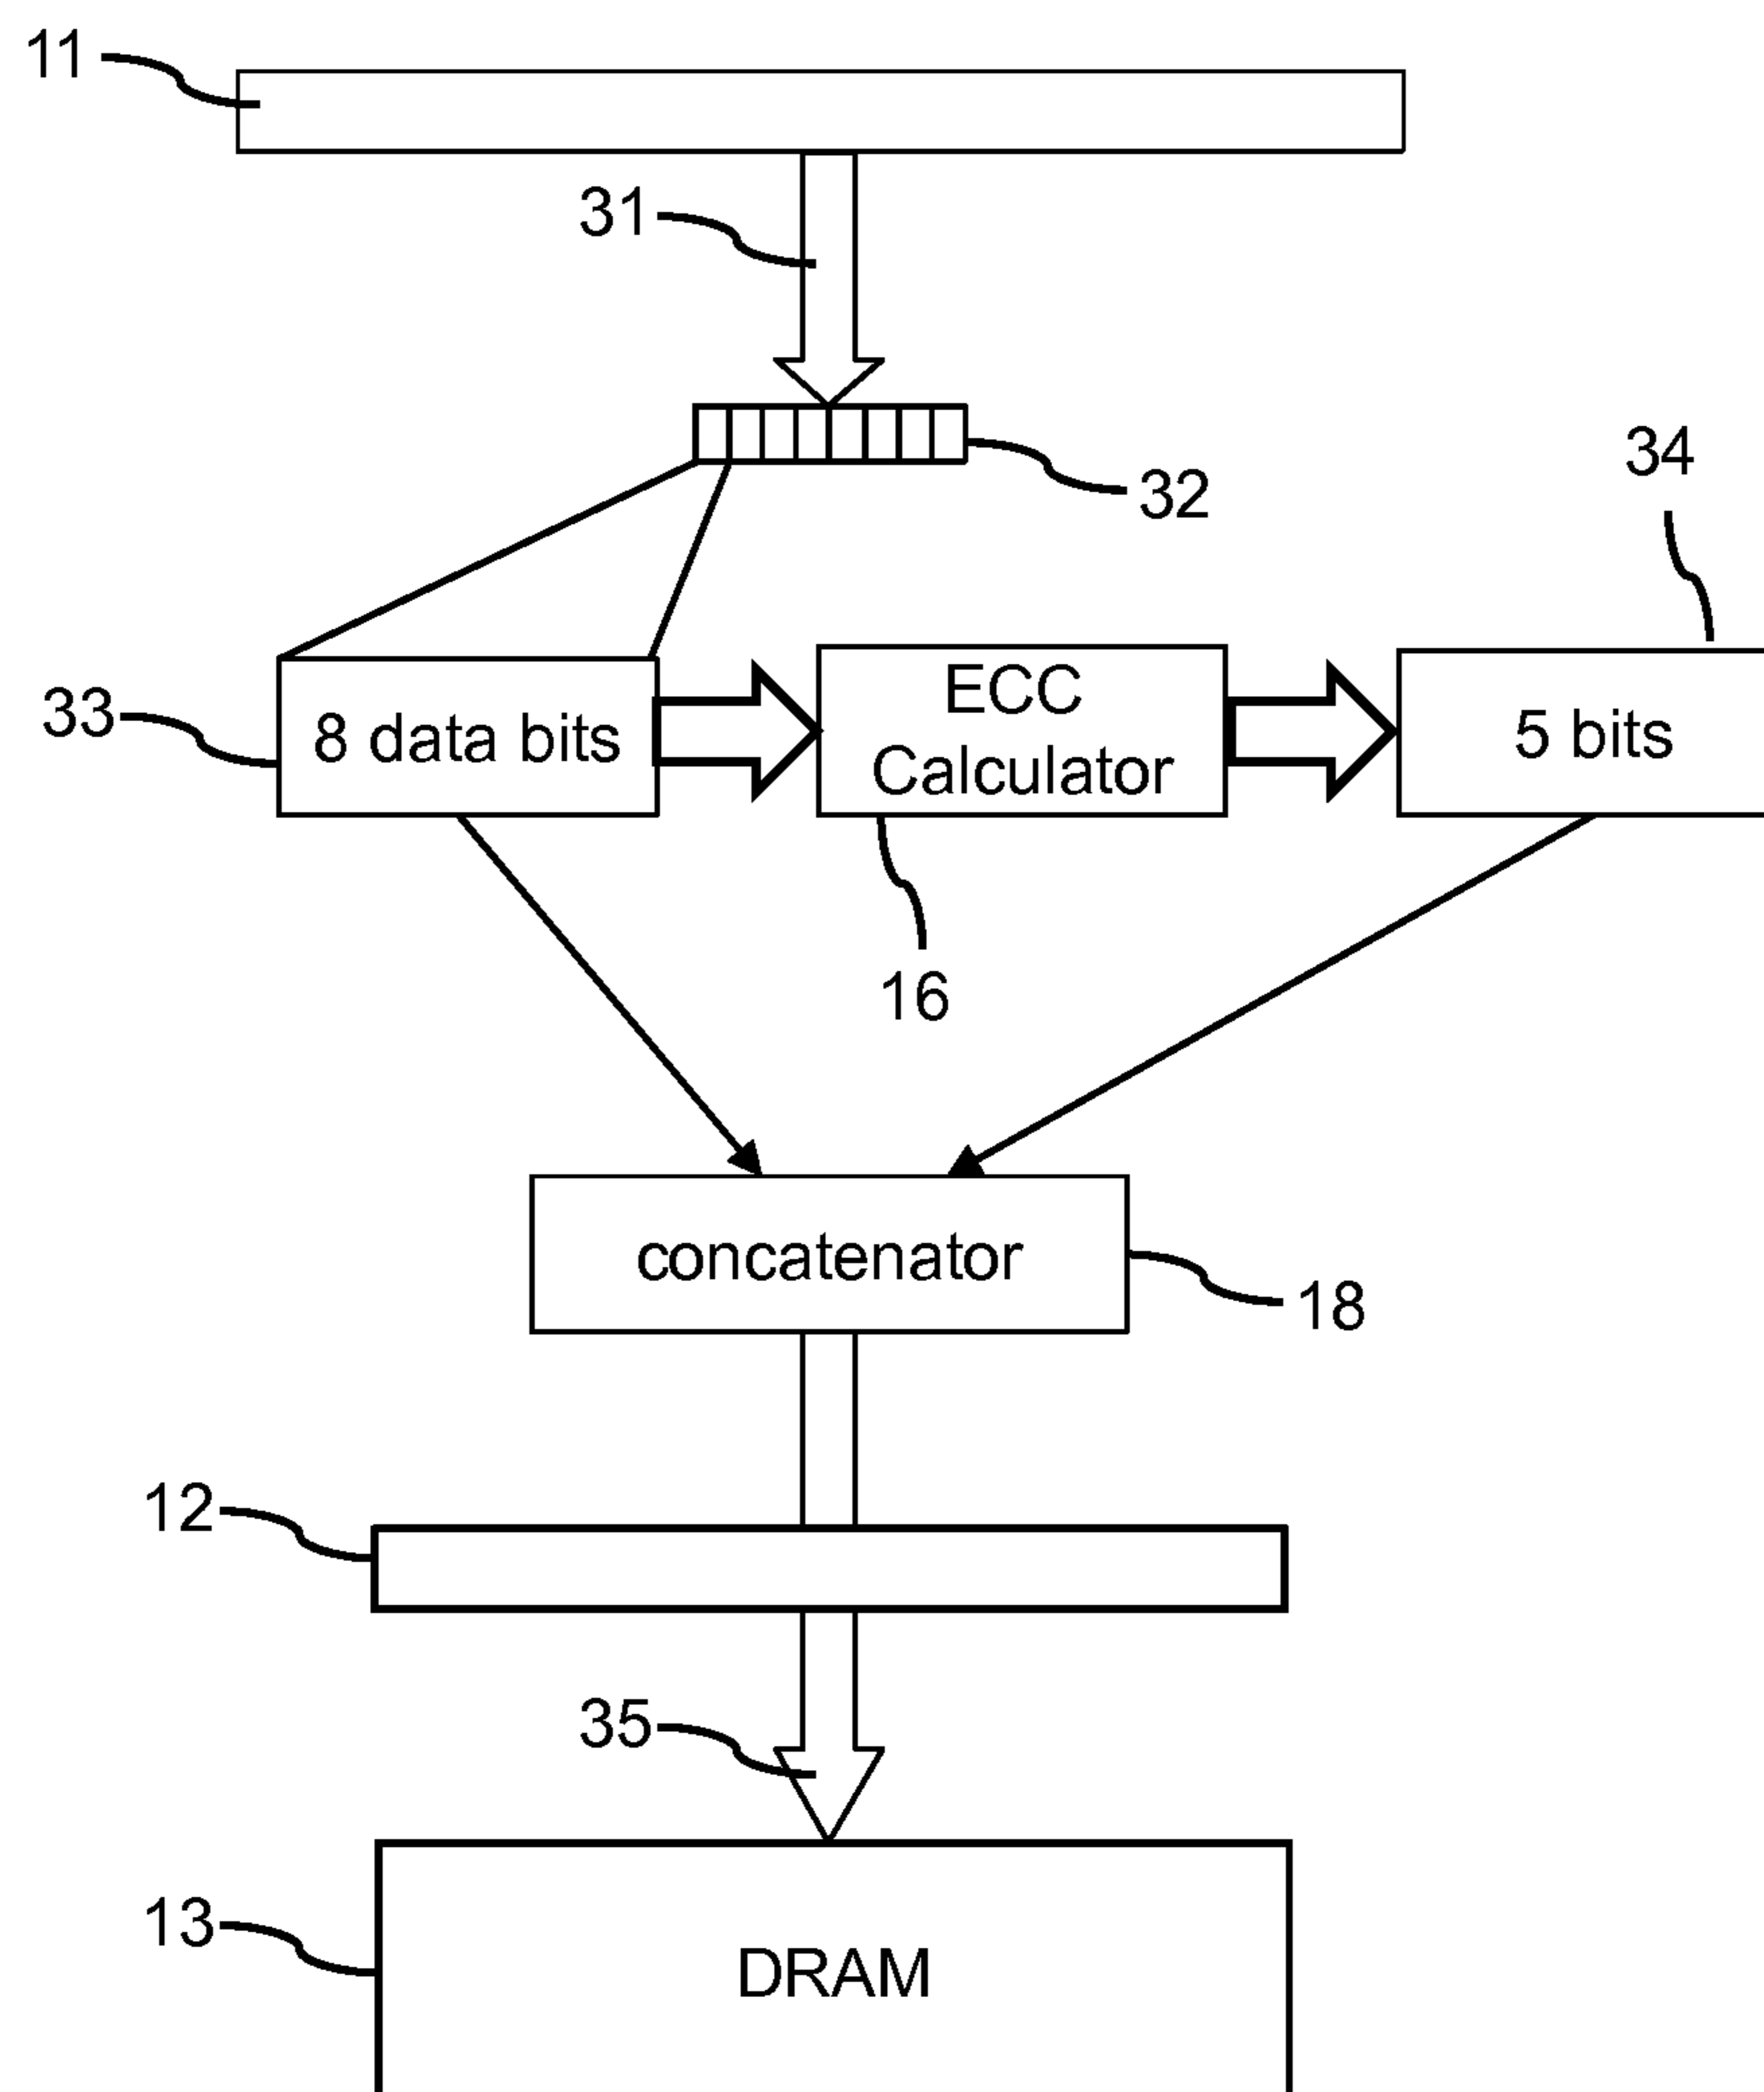 11
31
32
34
33
8 data bits
ECC
Calculator
5 bits
16
concatenator
18
12
35
13
DRAM